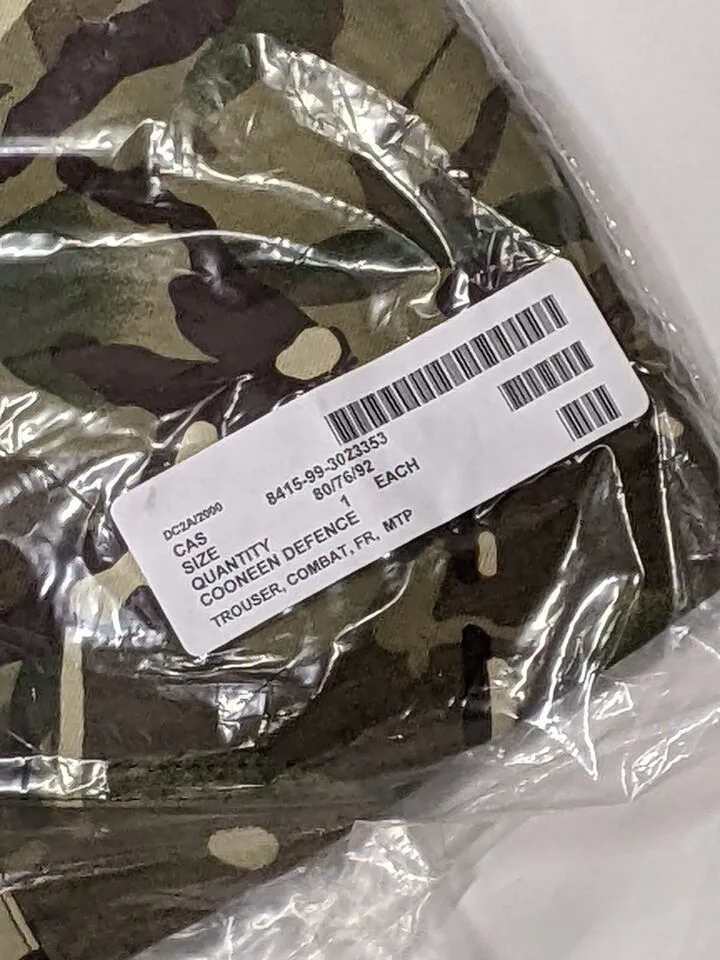 DC2A/2000
CAS 8415-99-3023353
SIZE 80/76/92
QUANTITY 1 EACH
COONEEN DEFENCE
TROUSER, COMBAT, FR, MTP